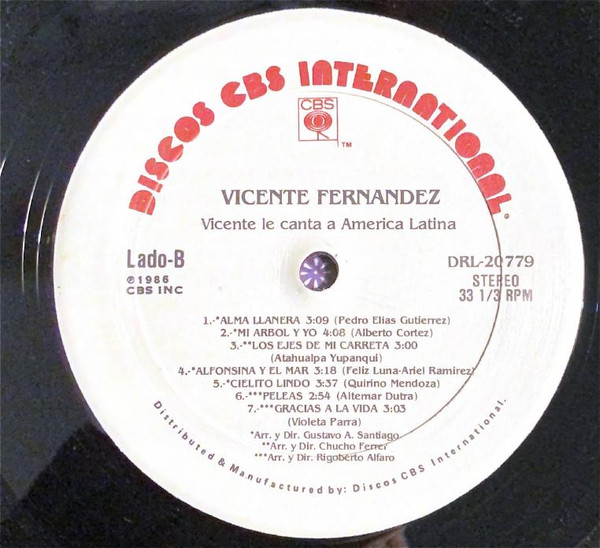 DISCOS CBS INTERNATIONAL.
CBS
TM
VICENTE FERNANDEZ
Vicente le canta a America Latina
Lado-B
℗1986
CBS INC
DRL-20779
STEREO
33 1/3 RPM
1.-*ALMA LLANERA 3:09 (Pedro Elias Gutierrez)
2.-*MI ARBOL Y YO 4:08 (Alberto Cortez)
3.-**LOS EJES DE MI CARRETA 3:00
(Atahualpa Yupanqui)
4.-*ALFONSINA Y EL MAR 3:18 (Feliz Luna-Ariel Ramirez)
5.-*CIELITO LINDO 3:37 (Quirino Mendoza)
6.-***PELEAS 2:54 (Altemar Dutra)
7.-***GRACIAS A LA VIDA 3:03
(Violeta Parra)
*Arr. y Dir. Gustavo A. Santiago
**Arr. y Dir. Chucho Ferrer
***Arr. y Dir. Rigoberto Alfaro
Distributed & Manufactured by: Discos CBS International.